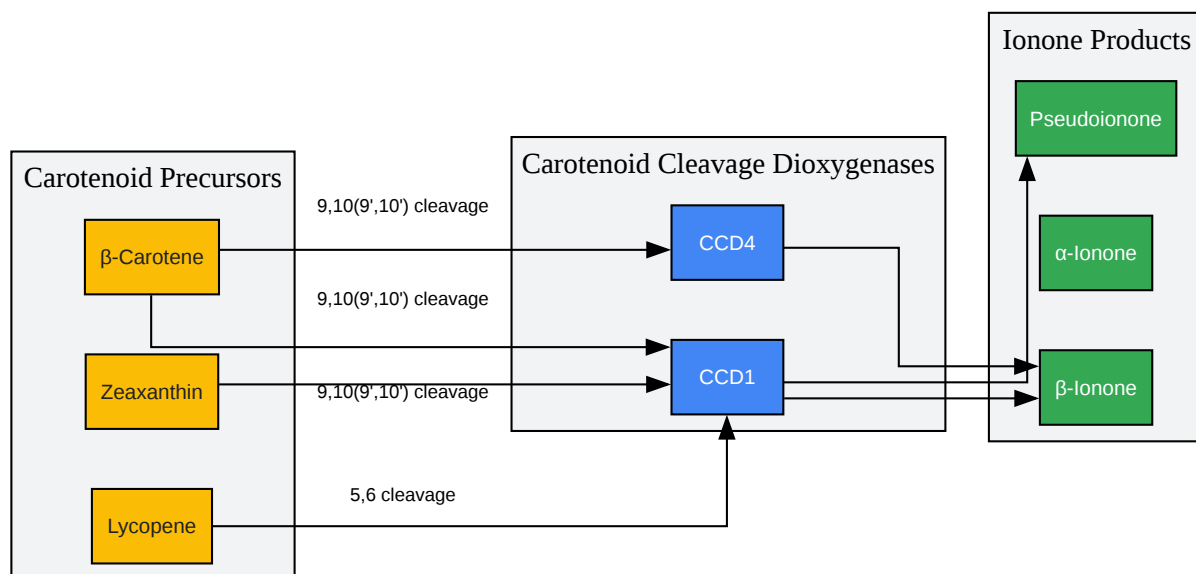 Ionone Products
Pseudoionone
α-Ionone
β-Ionone
Carotenoid Cleavage Dioxygenases
CCD4
CCD1
Carotenoid Precursors
β-Carotene
Zeaxanthin
Lycopene
9,10(9',10') cleavage
9,10(9',10') cleavage
9,10(9',10') cleavage
5,6 cleavage